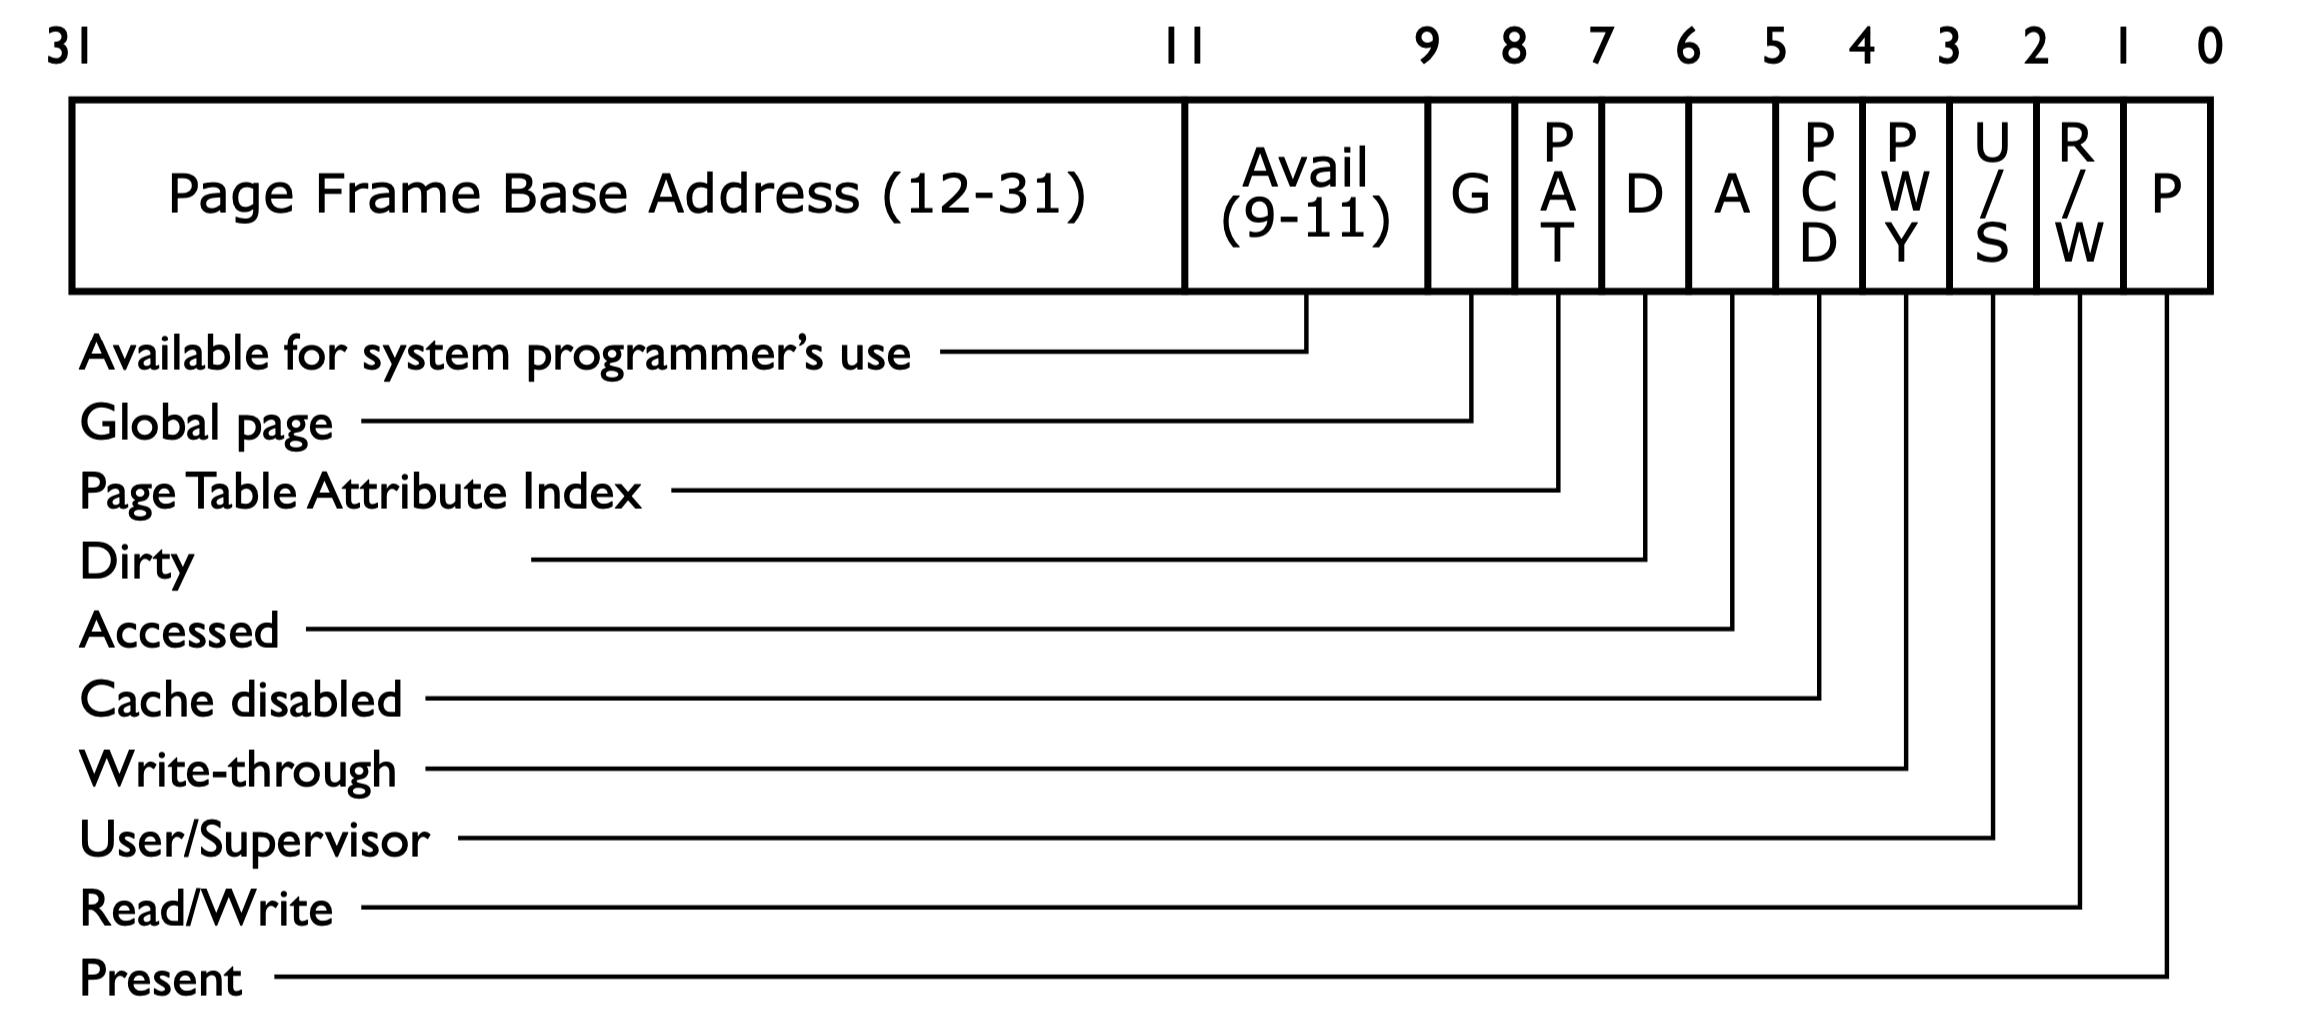 31 11 9 8 7 6 5 4 3 2 1 0
Page Frame Base Address (12-31)
Avail
(9-11)
G
PAT
D
A
PCD
PWY
U/S
R/W
P
Available for system programmer’s use
Global page
Page Table Attribute Index
Dirty
Accessed
Cache disabled
Write-through
User/Supervisor
Read/Write
Present